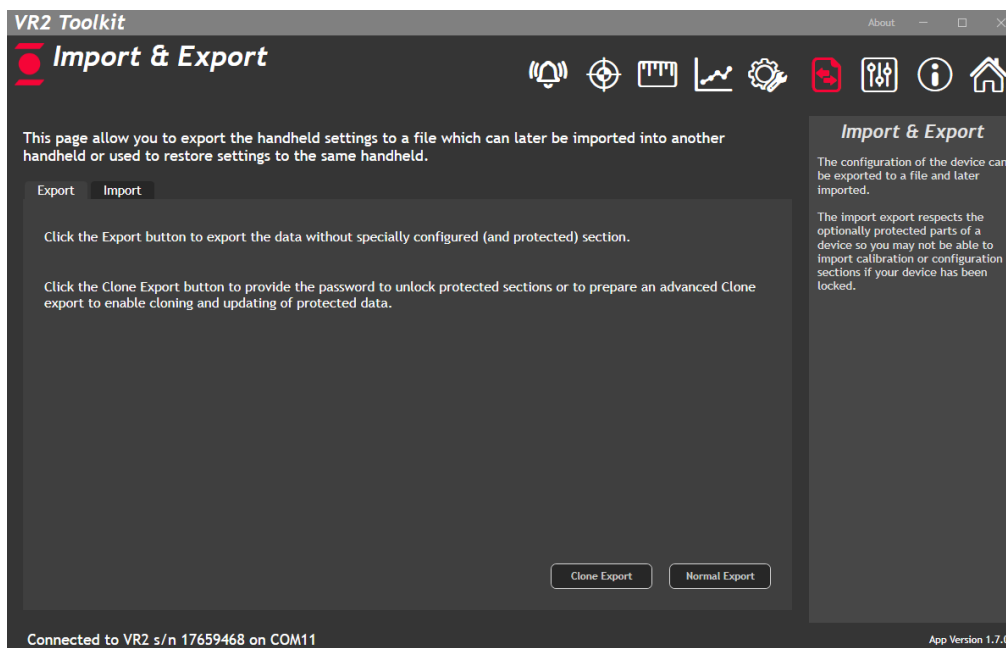 VR2 Toolkit
About
Import & Export
This page allow you to export the handheld settings to a file which can later be imported into another
handheld or used to restore settings to the same handheld.
Export
Import
Click the Export button to export the data without specially configured (and protected) section.
Click the Clone Export button to provide the password to unlock protected sections or to prepare an advanced Clone
export to enable cloning and updating of protected data.
Clone Export
Normal Export
Import & Export
The configuration of the device can
be exported to a file and later
imported.
The import export respects the
optionally protected parts of a
device so you may not be able to
import calibration or configuration
sections if your device has been
locked.
Connected to VR2 s/n 17659468 on COM11
App Version 1.7.0